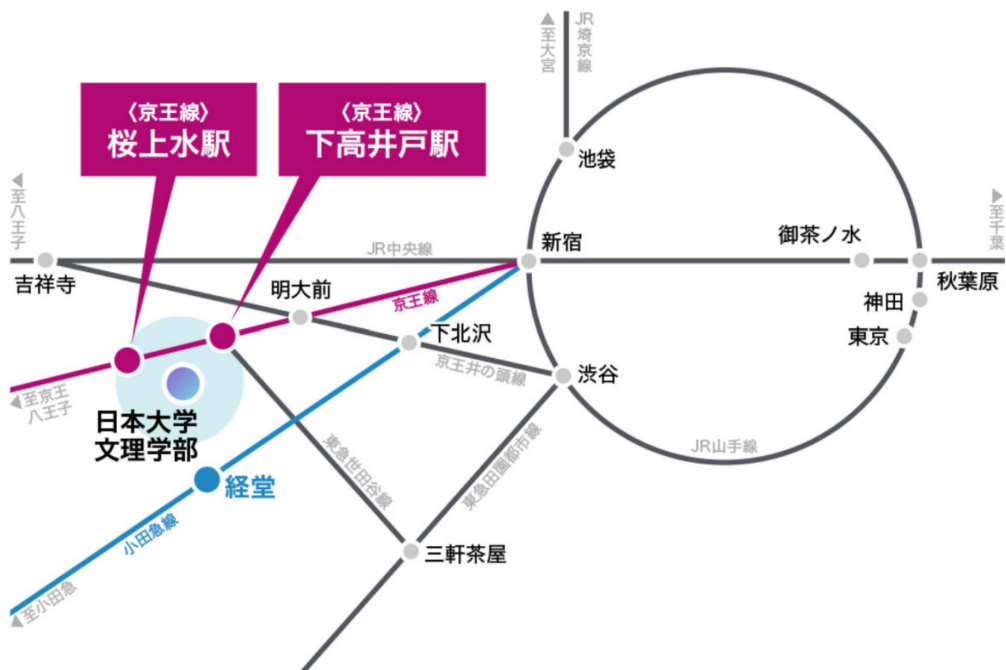 ▲至大宮
JR埼京線
〈京王線〉
桜上水駅
〈京王線〉
下高井戸駅
池袋
▲至八王子
▶至千葉
JR中央線
新宿
御茶ノ水
秋葉原
吉祥寺
明大前
京王線
神田
下北沢
東京
京王井の頭線
渋谷
◀至京王
八王子
日本大学
文理学部
JR山手線
東急世田谷線
東急田園都市線
経堂
小田急線
三軒茶屋
◀至小田急